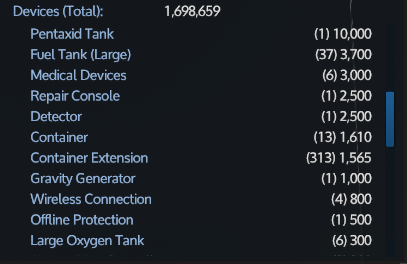 Devices (Total): 1,698,659
Pentaxid Tank (1) 10,000
Fuel Tank (Large) (37) 3,700
Medical Devices (6) 3,000
Repair Console (1) 2,500
Detector (1) 2,500
Container (13) 1,610
Container Extension (313) 1,565
Gravity Generator (1) 1,000
Wireless Connection (4) 800
Offline Protection (1) 500
Large Oxygen Tank (6) 300